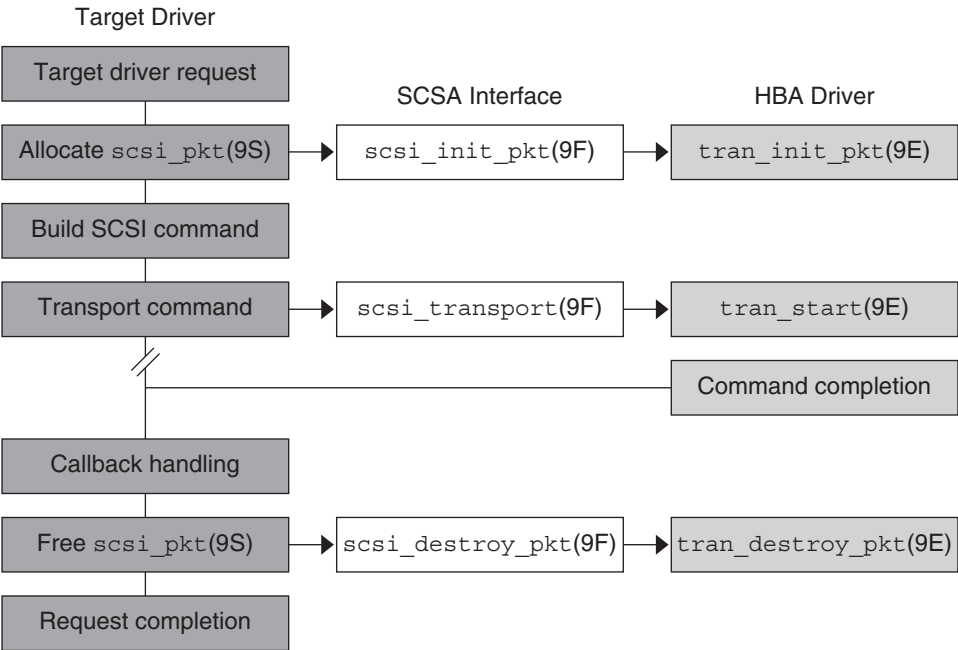 Target Driver
Target driver request
SCSA Interface
HBA Driver
Allocate scsi_pkt(9S)
scsi_init_pkt(9F)
tran_init_pkt(9E)
Build SCSI command
Transport command
scsi_transport(9F)
tran_start(9E)
Command completion
Callback handling
Free scsi_pkt(9S)
scsi_destroy_pkt(9F)
tran_destroy_pkt(9E)
Request completion